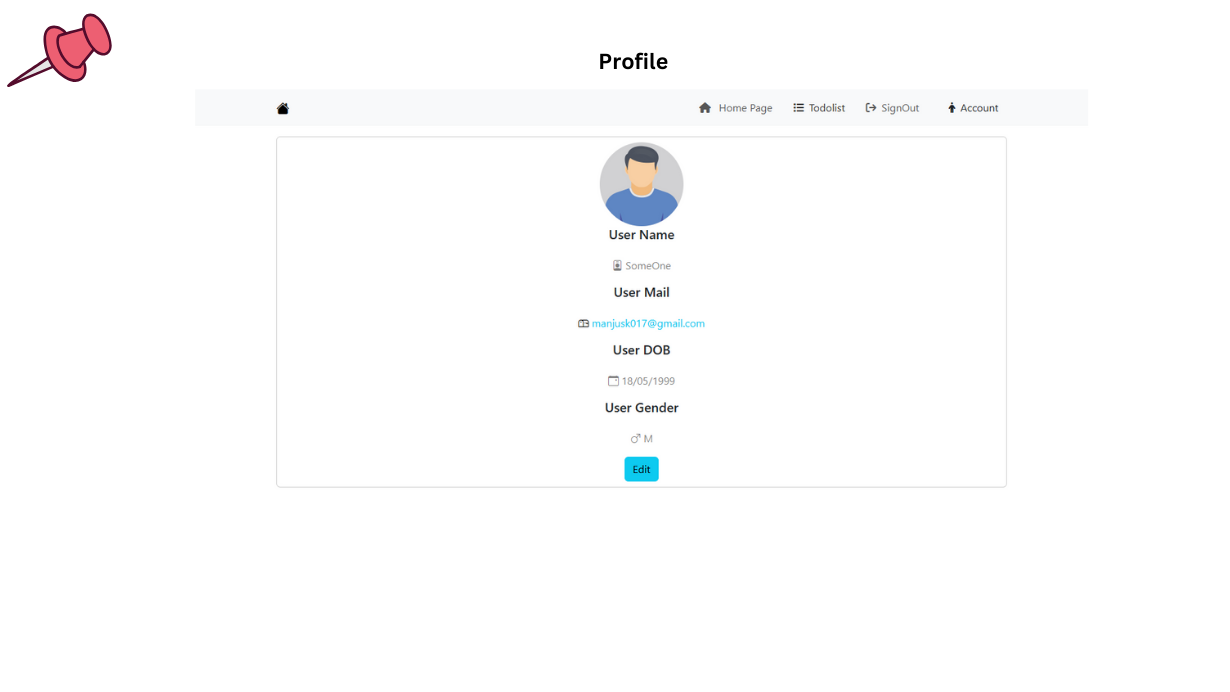 Profile
Home Page Todolist SignOut Account
User Name
SomeOne
User Mail
manjusk017@gmail.com
User DOB
18/05/1999
User Gender
M
Edit